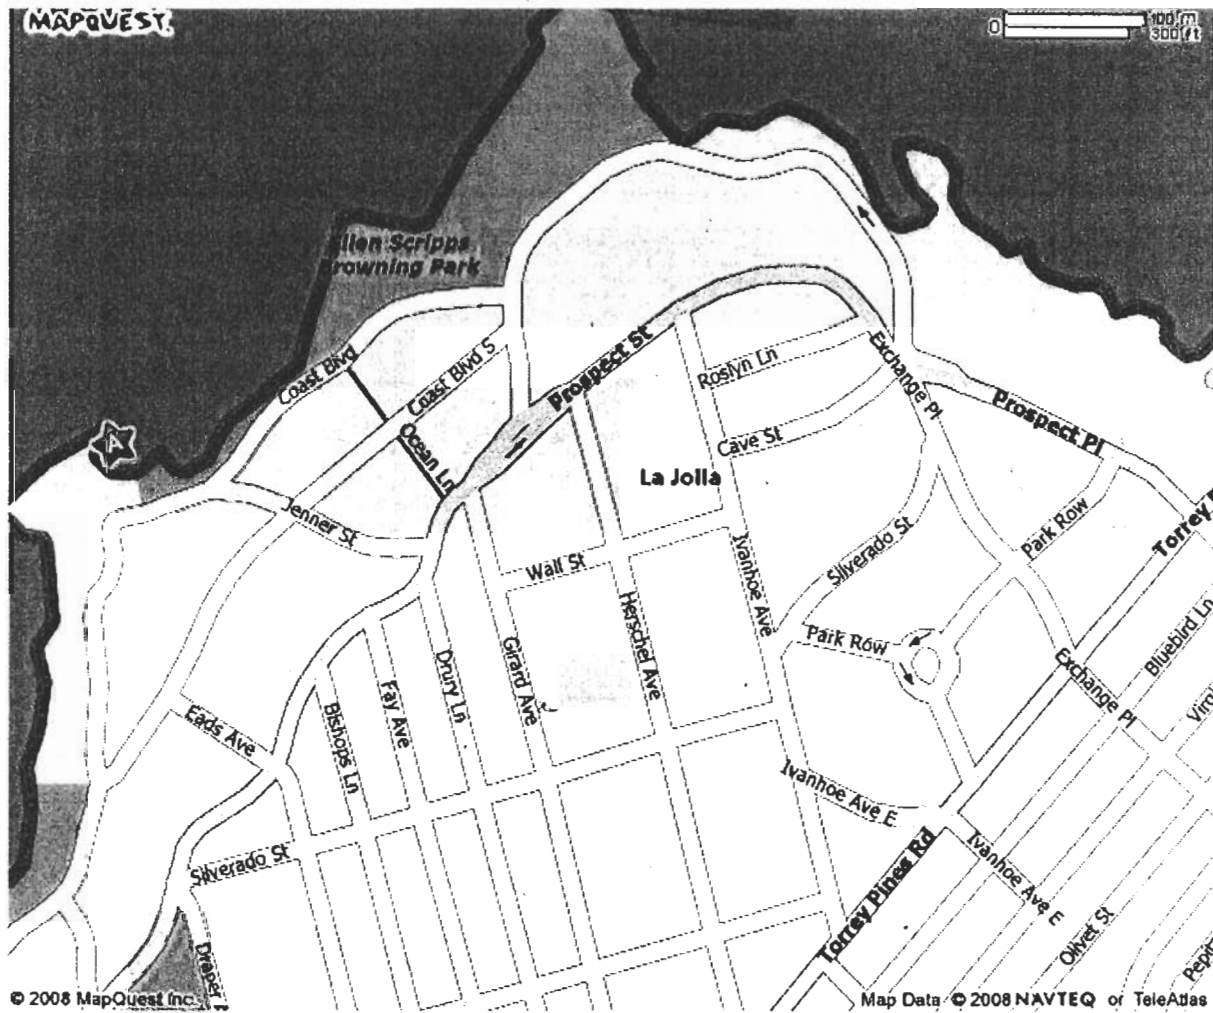 MAPQUEST.
0
100 m
300 ft
Ellen Scripps
Browning Park
Coast Blvd
Coast Blvd S
Prospect St
Roslyn Ln
Exchange Pl
Prospect Pl
Ocean Ln
Cave St
La Jolla
A
Jenner St
Park Row
Torrey
Silverado St
Wall St
Ivanhoe Ave
Herschel Ave
Park Row
Bluebird Ln
Girard Ave
Drury Ln
Fay Ave
Exchange Pl
Eads Ave
Bishops Ln
Ivanhoe Ave E
Silverado St
Torrey Pines Rd
Ivanhoe Ave E
Olivet St
Draper
© 2008 MapQuest Inc.
Map Data © 2008 NAVTEQ or TeleAtlas